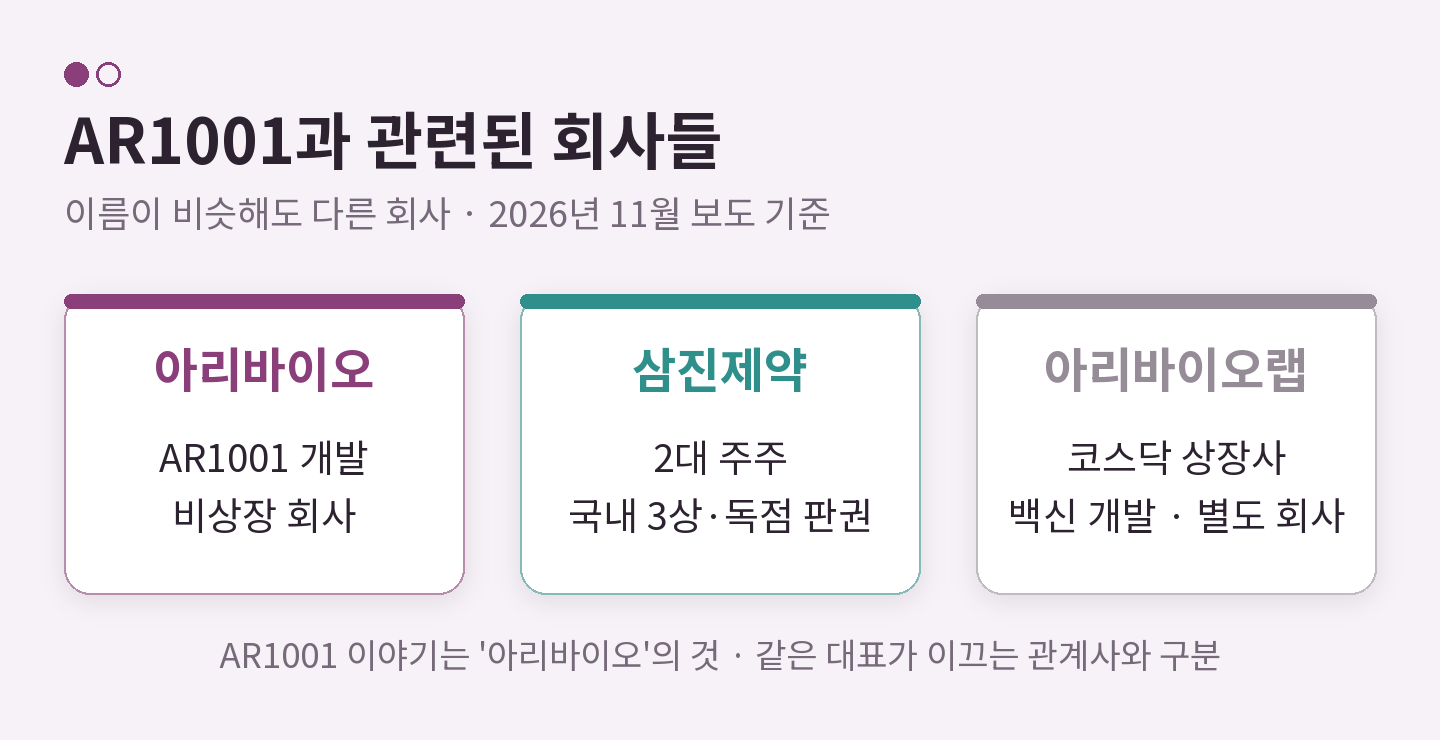 AR1001과 관련된 회사들
이름이 비슷해도 다른 회사 · 2026년 11월 보도 기준
아리바이오
AR1001 개발
비상장 회사
삼진제약
2대 주주
국내 3상·독점 판권
아리바이오랩
코스닥 상장사
백신 개발 · 별도 회사
AR1001 이야기는 '아리바이오'의 것 · 같은 대표가 이끄는 관계사와 구분